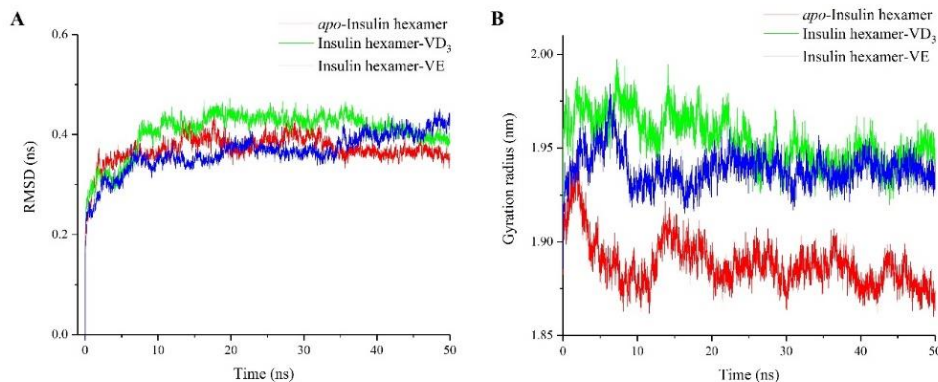 A
apo-Insulin hexamer
Insulin hexamer-VD₃
Insulin hexamer-VE
0.6
0.4
0.2
0.0
RMSD (ns)
0
10
20
30
40
50
Time (ns)
B
apo-Insulin hexamer
Insulin hexamer-VD₃
Insulin hexamer-VE
2.00
1.95
1.90
1.85
Gyration radius (nm)
0
10
20
30
40
50
Time (ns)